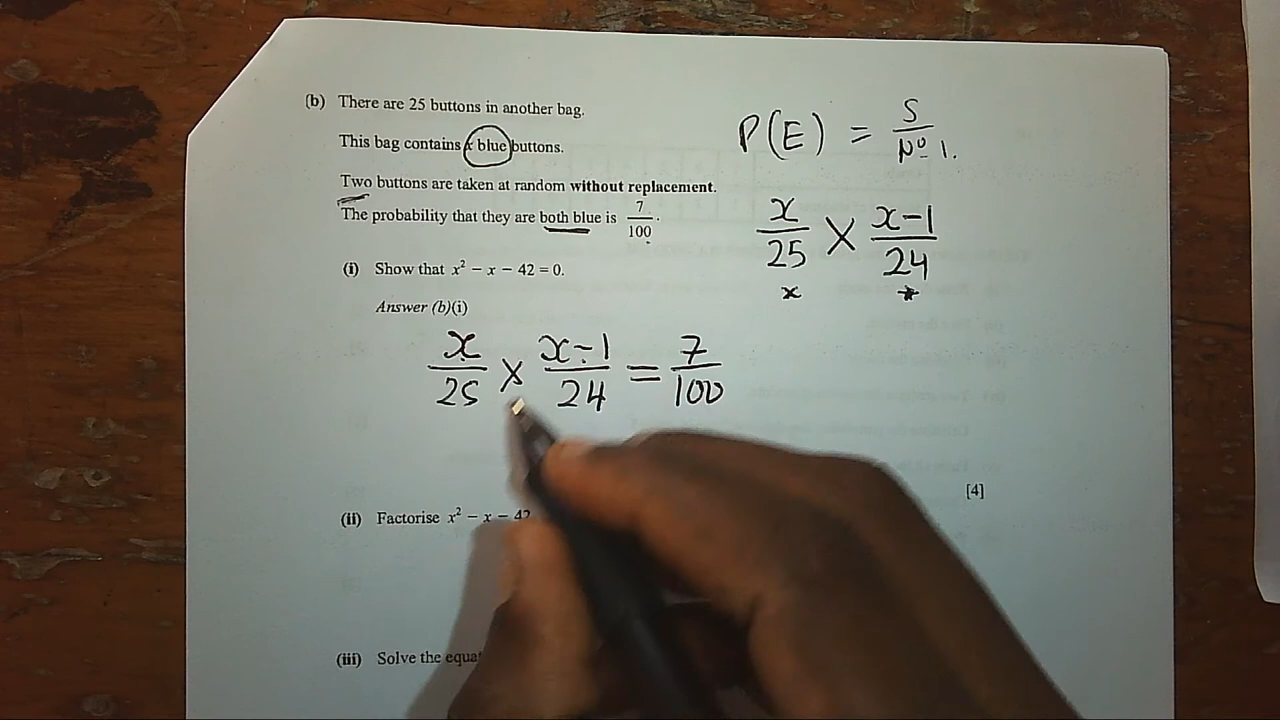 (b) There are 25 buttons in another bag.
This bag contains x blue buttons.
Two buttons are taken at random without replacement.
The probability that they are both blue is 7/100.
(i) Show that x² − x − 42 = 0.
Answer (b)(i)
x/25 × x−1/24 = 7/100
[4]
(ii) Factorise x² − x − 42
(iii) Solve the equa
P(E) = S/Nº 1.
x/25 × x−1/24
x *